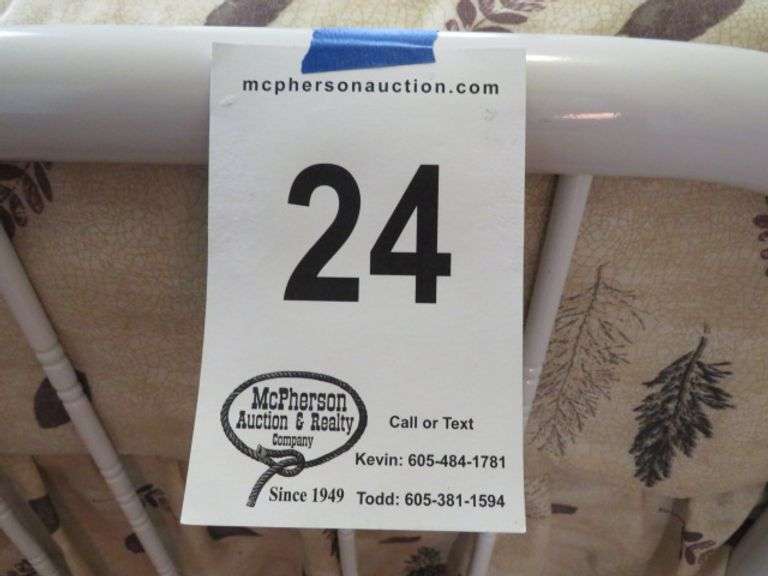 mcphersonauction.com
24
McPherson
Auction & Realty
Company
Since 1949
Call or Text
Kevin: 605-484-1781
Todd: 605-381-1594